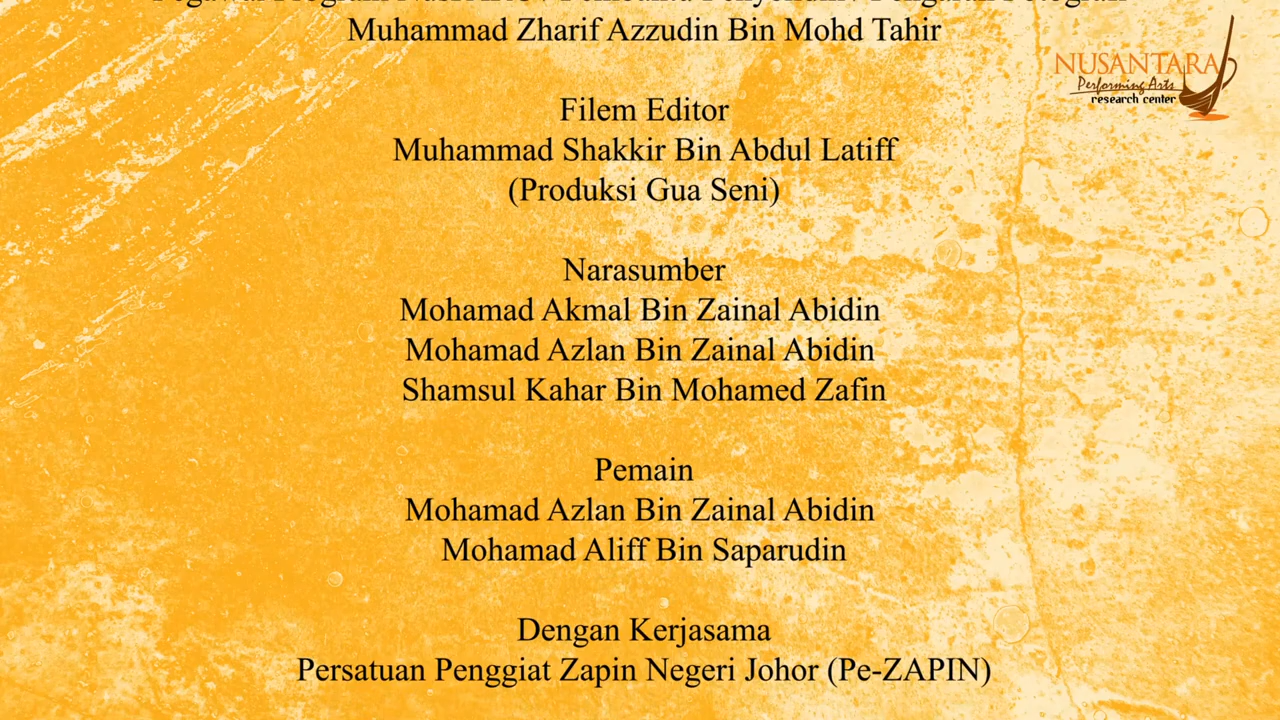 Muhammad Zharif Azzudin Bin Mohd Tahir
NUSANTARA
Performing Arts
research center
Filem Editor
Muhammad Shakkir Bin Abdul Latiff
(Produksi Gua Seni)
Narasumber
Mohamad Akmal Bin Zainal Abidin
Mohamad Azlan Bin Zainal Abidin
Shamsul Kahar Bin Mohamed Zafin
Pemain
Mohamad Azlan Bin Zainal Abidin
Mohamad Aliff Bin Saparudin
Dengan Kerjasama
Persatuan Penggiat Zapin Negeri Johor (Pe-ZAPIN)